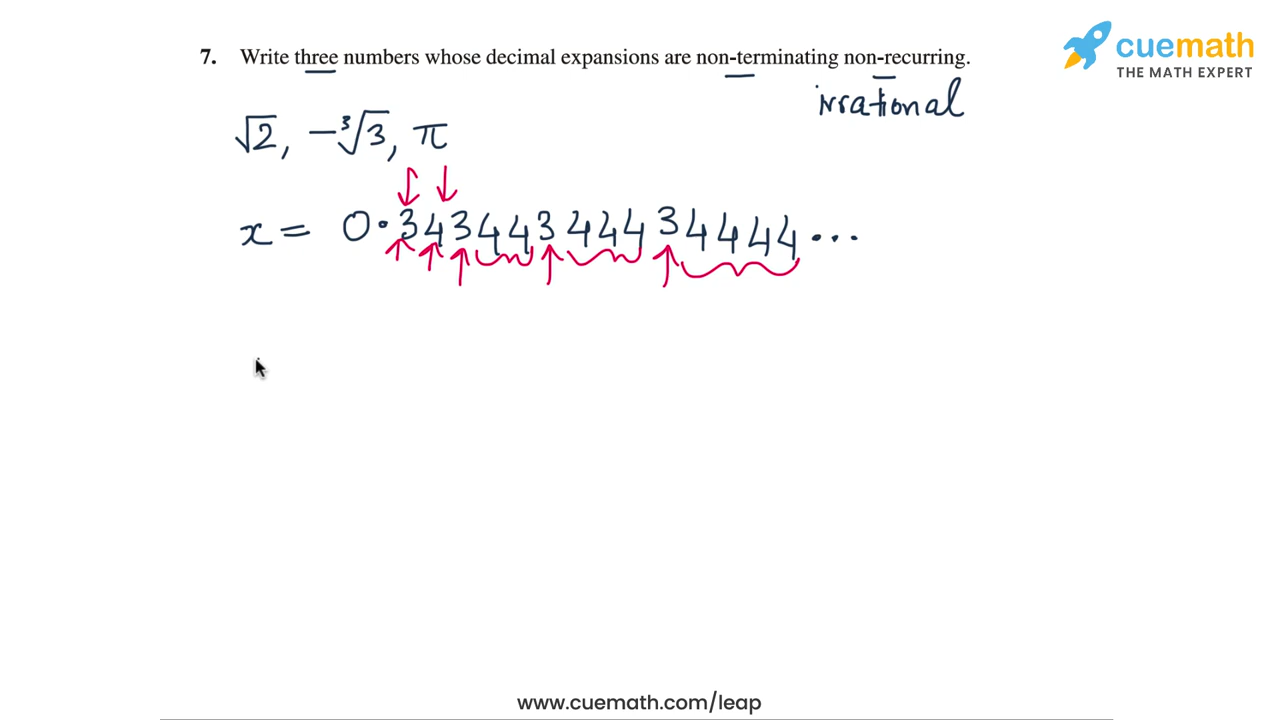 7. Write three numbers whose decimal expansions are non-terminating non-recurring.
cuemath
THE MATH EXPERT
irrational
√2, -∛3, π
x = 0.34344344434444...
www.cuemath.com/leap